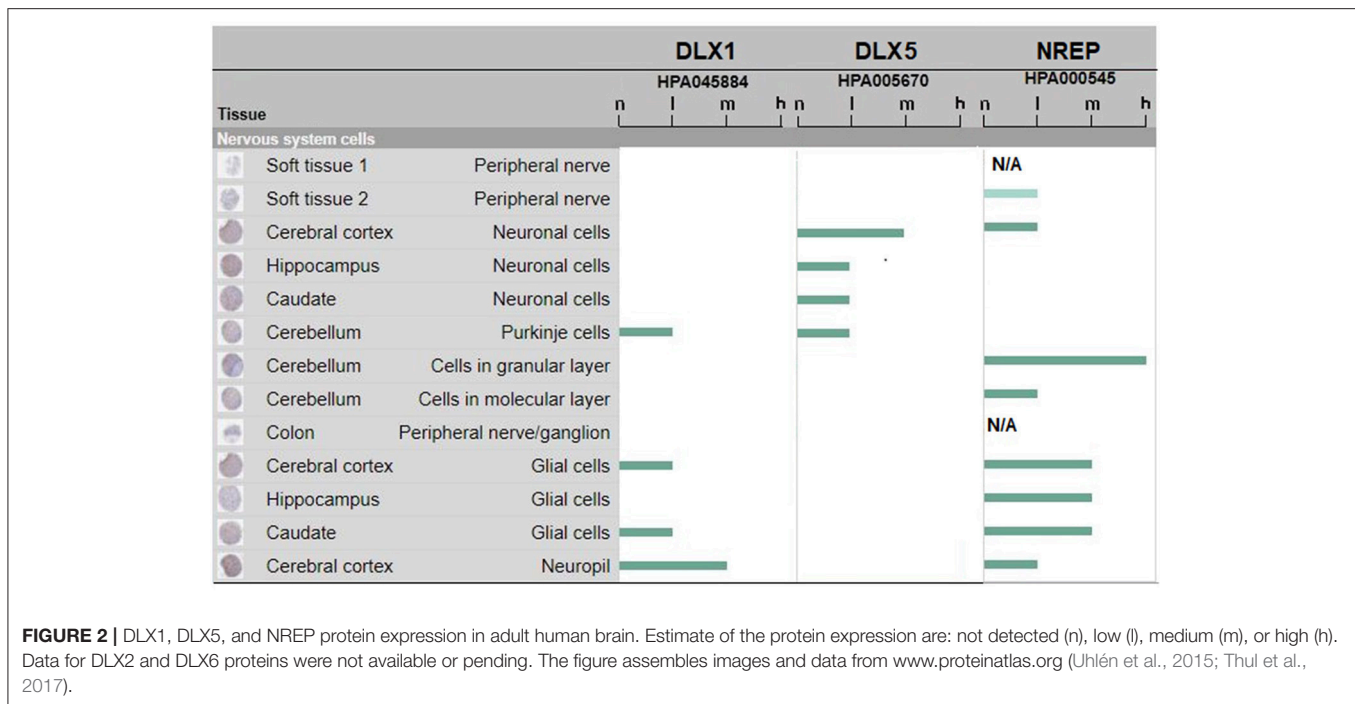 DLX1 DLX5 NREP
HPA045884 HPA005670 HPA000545
n l m h n l m h n l m h
Tissue
Nervous system cells
Soft tissue 1 Peripheral nerve N/A
Soft tissue 2 Peripheral nerve
Cerebral cortex Neuronal cells
Hippocampus Neuronal cells
Caudate Neuronal cells
Cerebellum Purkinje cells
Cerebellum Cells in granular layer
Cerebellum Cells in molecular layer
Colon Peripheral nerve/ganglion N/A
Cerebral cortex Glial cells
Hippocampus Glial cells
Caudate Glial cells
Cerebral cortex Neuropil
FIGURE 2 | DLX1, DLX5, and NREP protein expression in adult human brain. Estimate of the protein expression are: not detected (n), low (l), medium (m), or high (h).
Data for DLX2 and DLX6 proteins were not available or pending. The figure assembles images and data from www.proteinatlas.org (Uhlén et al., 2015; Thul et al.,
2017).